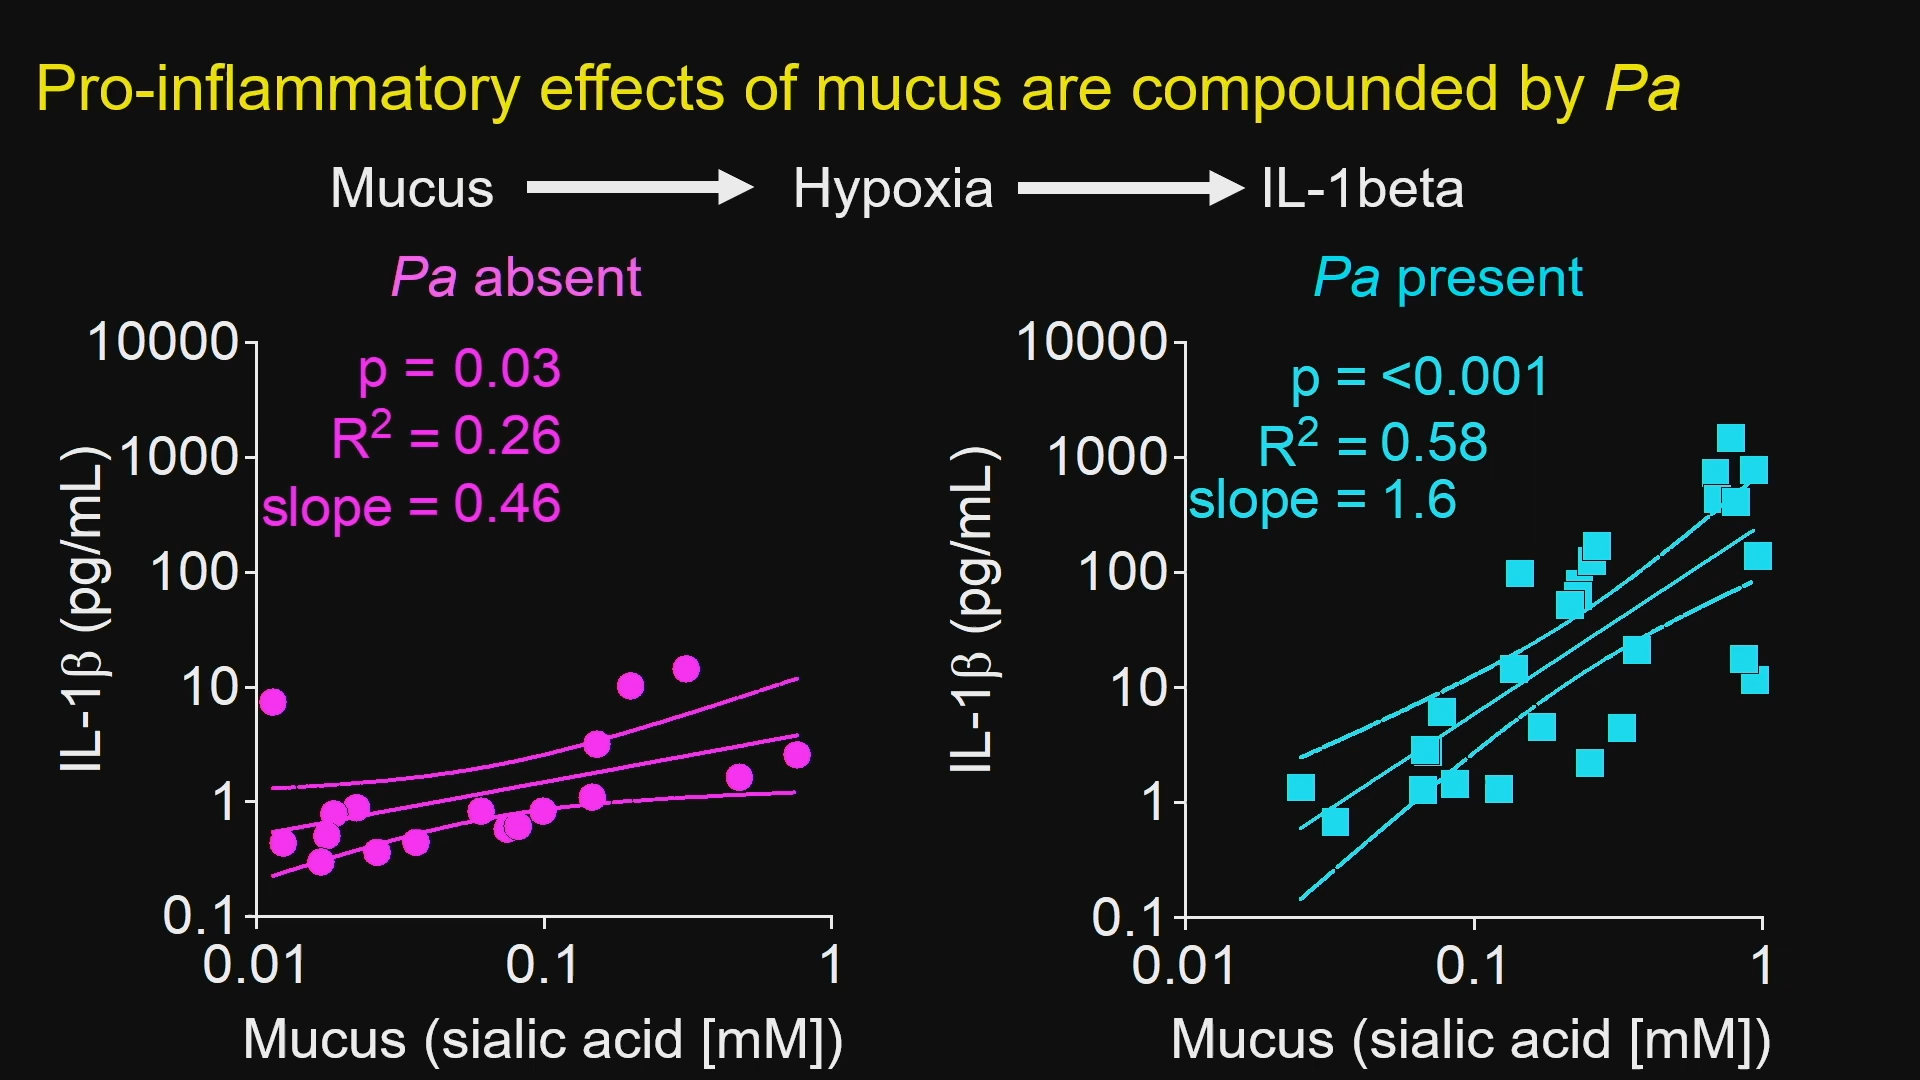 Pro-inflammatory effects of mucus are compounded by Pa
Mucus Hypoxia IL-1beta
Pa absent
10000
1000
100
10
1
0.1
0.01 0.1 1
IL-1β (pg/mL)
p = 0.03
R² = 0.26
slope = 0.46
Mucus (sialic acid [mM])
Pa present
10000
1000
100
10
1
0.1
0.01 0.1 1
IL-1β (pg/mL)
p = <0.001
R² = 0.58
slope = 1.6
Mucus (sialic acid [mM])